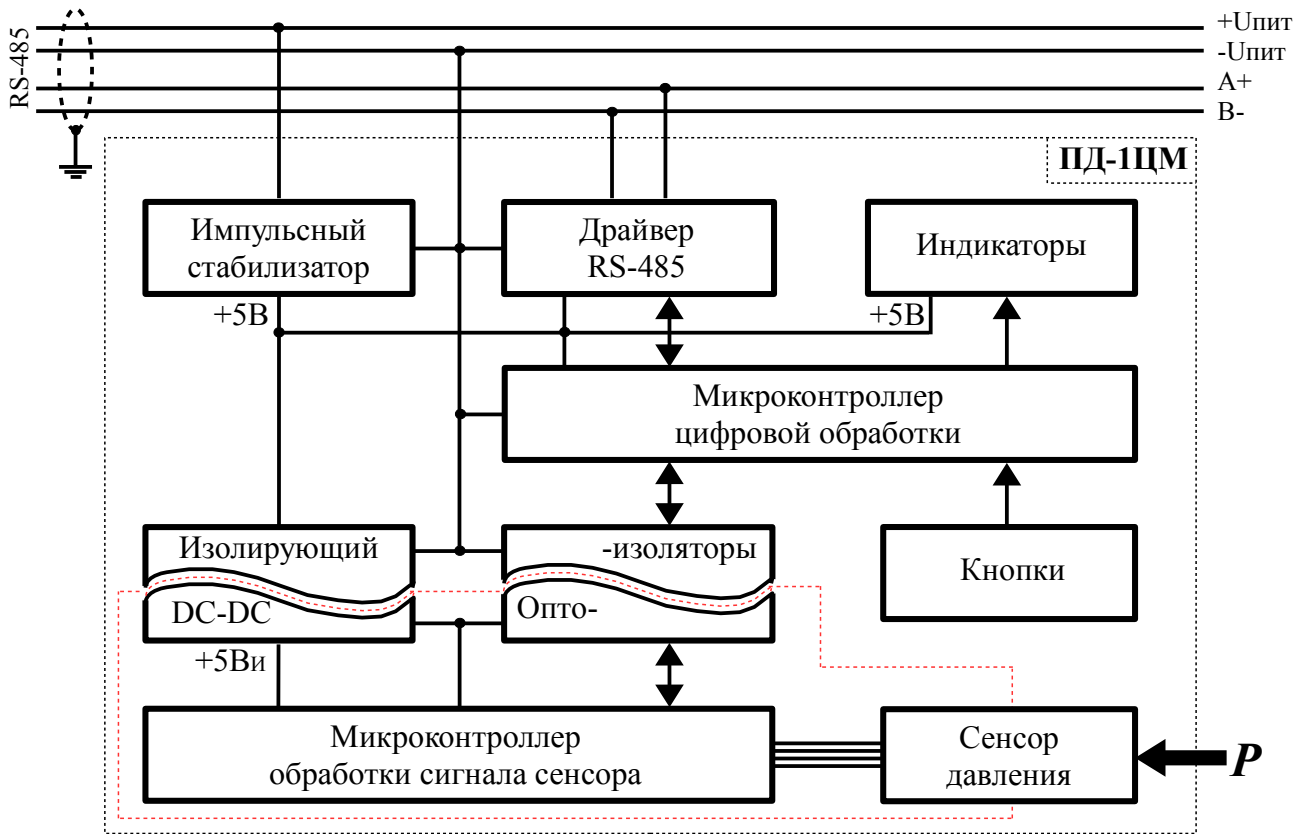 RS-485
+Uпит
-Uпит
A+
B-
ПД-1ЦМ
Импульсный
стабилизатор
Драйвер
RS-485
Индикаторы
+5В
+5В
Микроконтроллер
цифровой обработки
Изолирующий
DC-DC
-изоляторы
Опто-
Кнопки
+5Ви
Микроконтроллер
обработки сигнала сенсора
Сенсор
давления
P